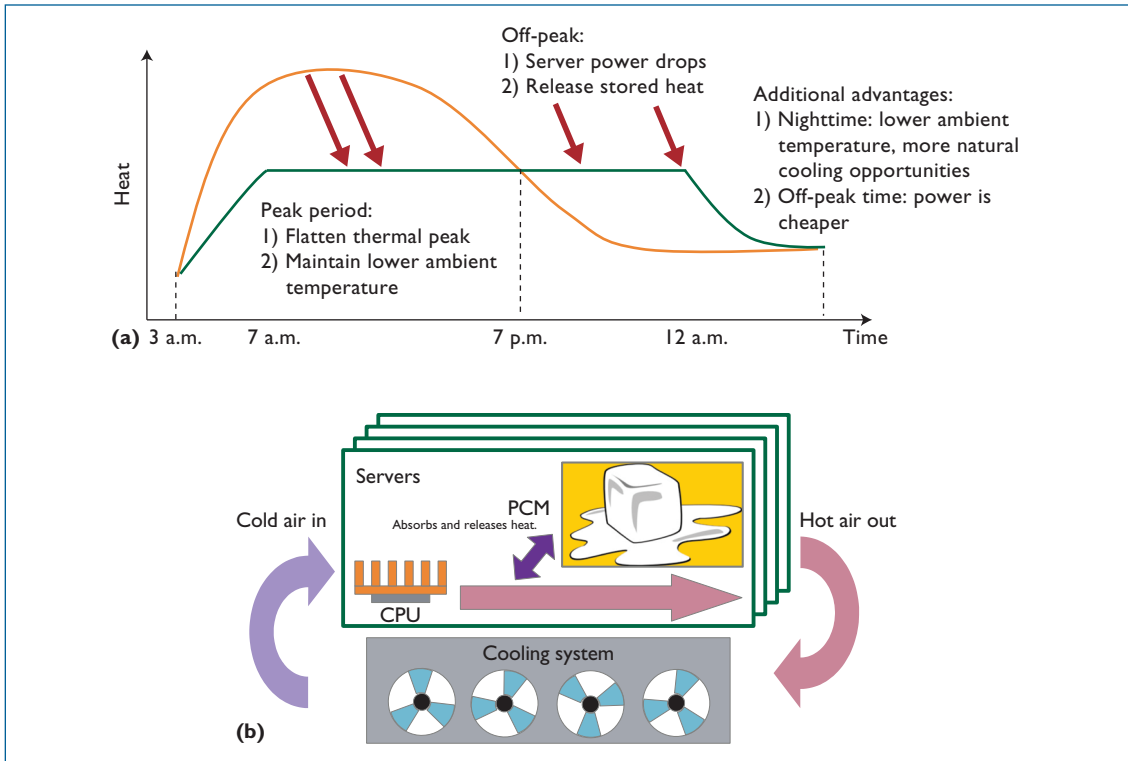 Off-peak:
1) Server power drops
2) Release stored heat
Additional advantages:
1) Nighttime: lower ambient
temperature, more natural
cooling opportunities
2) Off-peak time: power is
cheaper
Heat
Peak period:
1) Flatten thermal peak
2) Maintain lower ambient
temperature
(a) 3 a.m. 7 a.m. 7 p.m. 12 a.m. Time
Servers
PCM
Absorbs and releases heat.
Cold air in
Hot air out
CPU
Cooling system
(b)